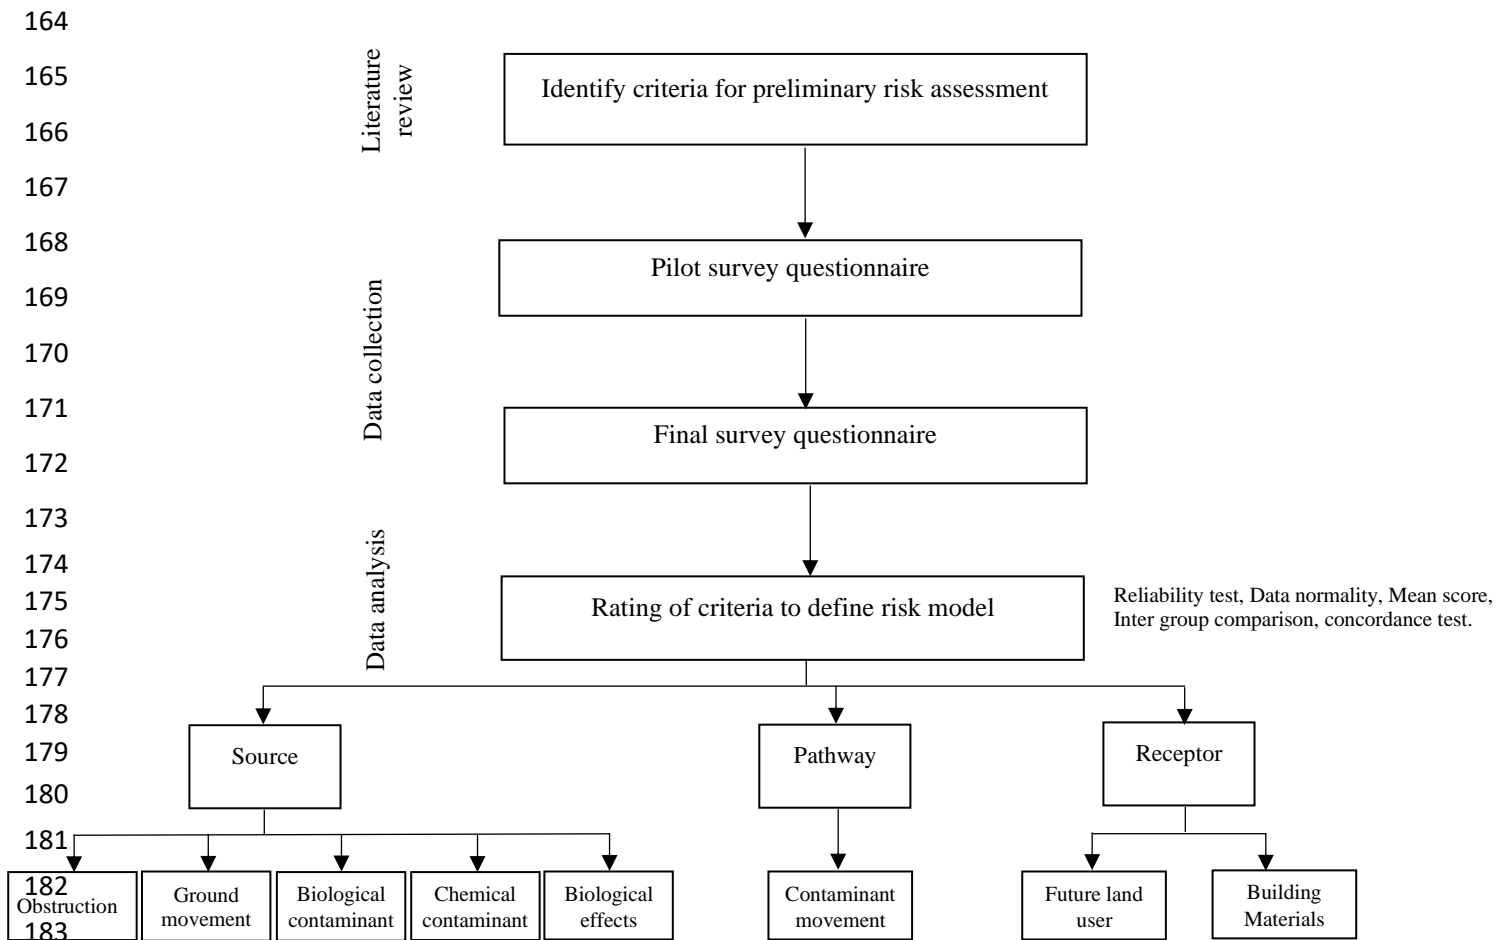 164
165
166
167
168
169
170
171
172
173
174
175
176
177
178
179
180
181
182
183
Literature
review
Identify criteria for preliminary risk assessment
Data collection
Pilot survey questionnaire
Final survey questionnaire
Data analysis
Rating of criteria to define risk model
Reliability test, Data normality, Mean score,
Inter group comparison, concordance test.
Source
Pathway
Receptor
Obstruction
Ground
movement
Biological
contaminant
Chemical
contaminant
Biological
effects
Contaminant
movement
Future land
user
Building
Materials